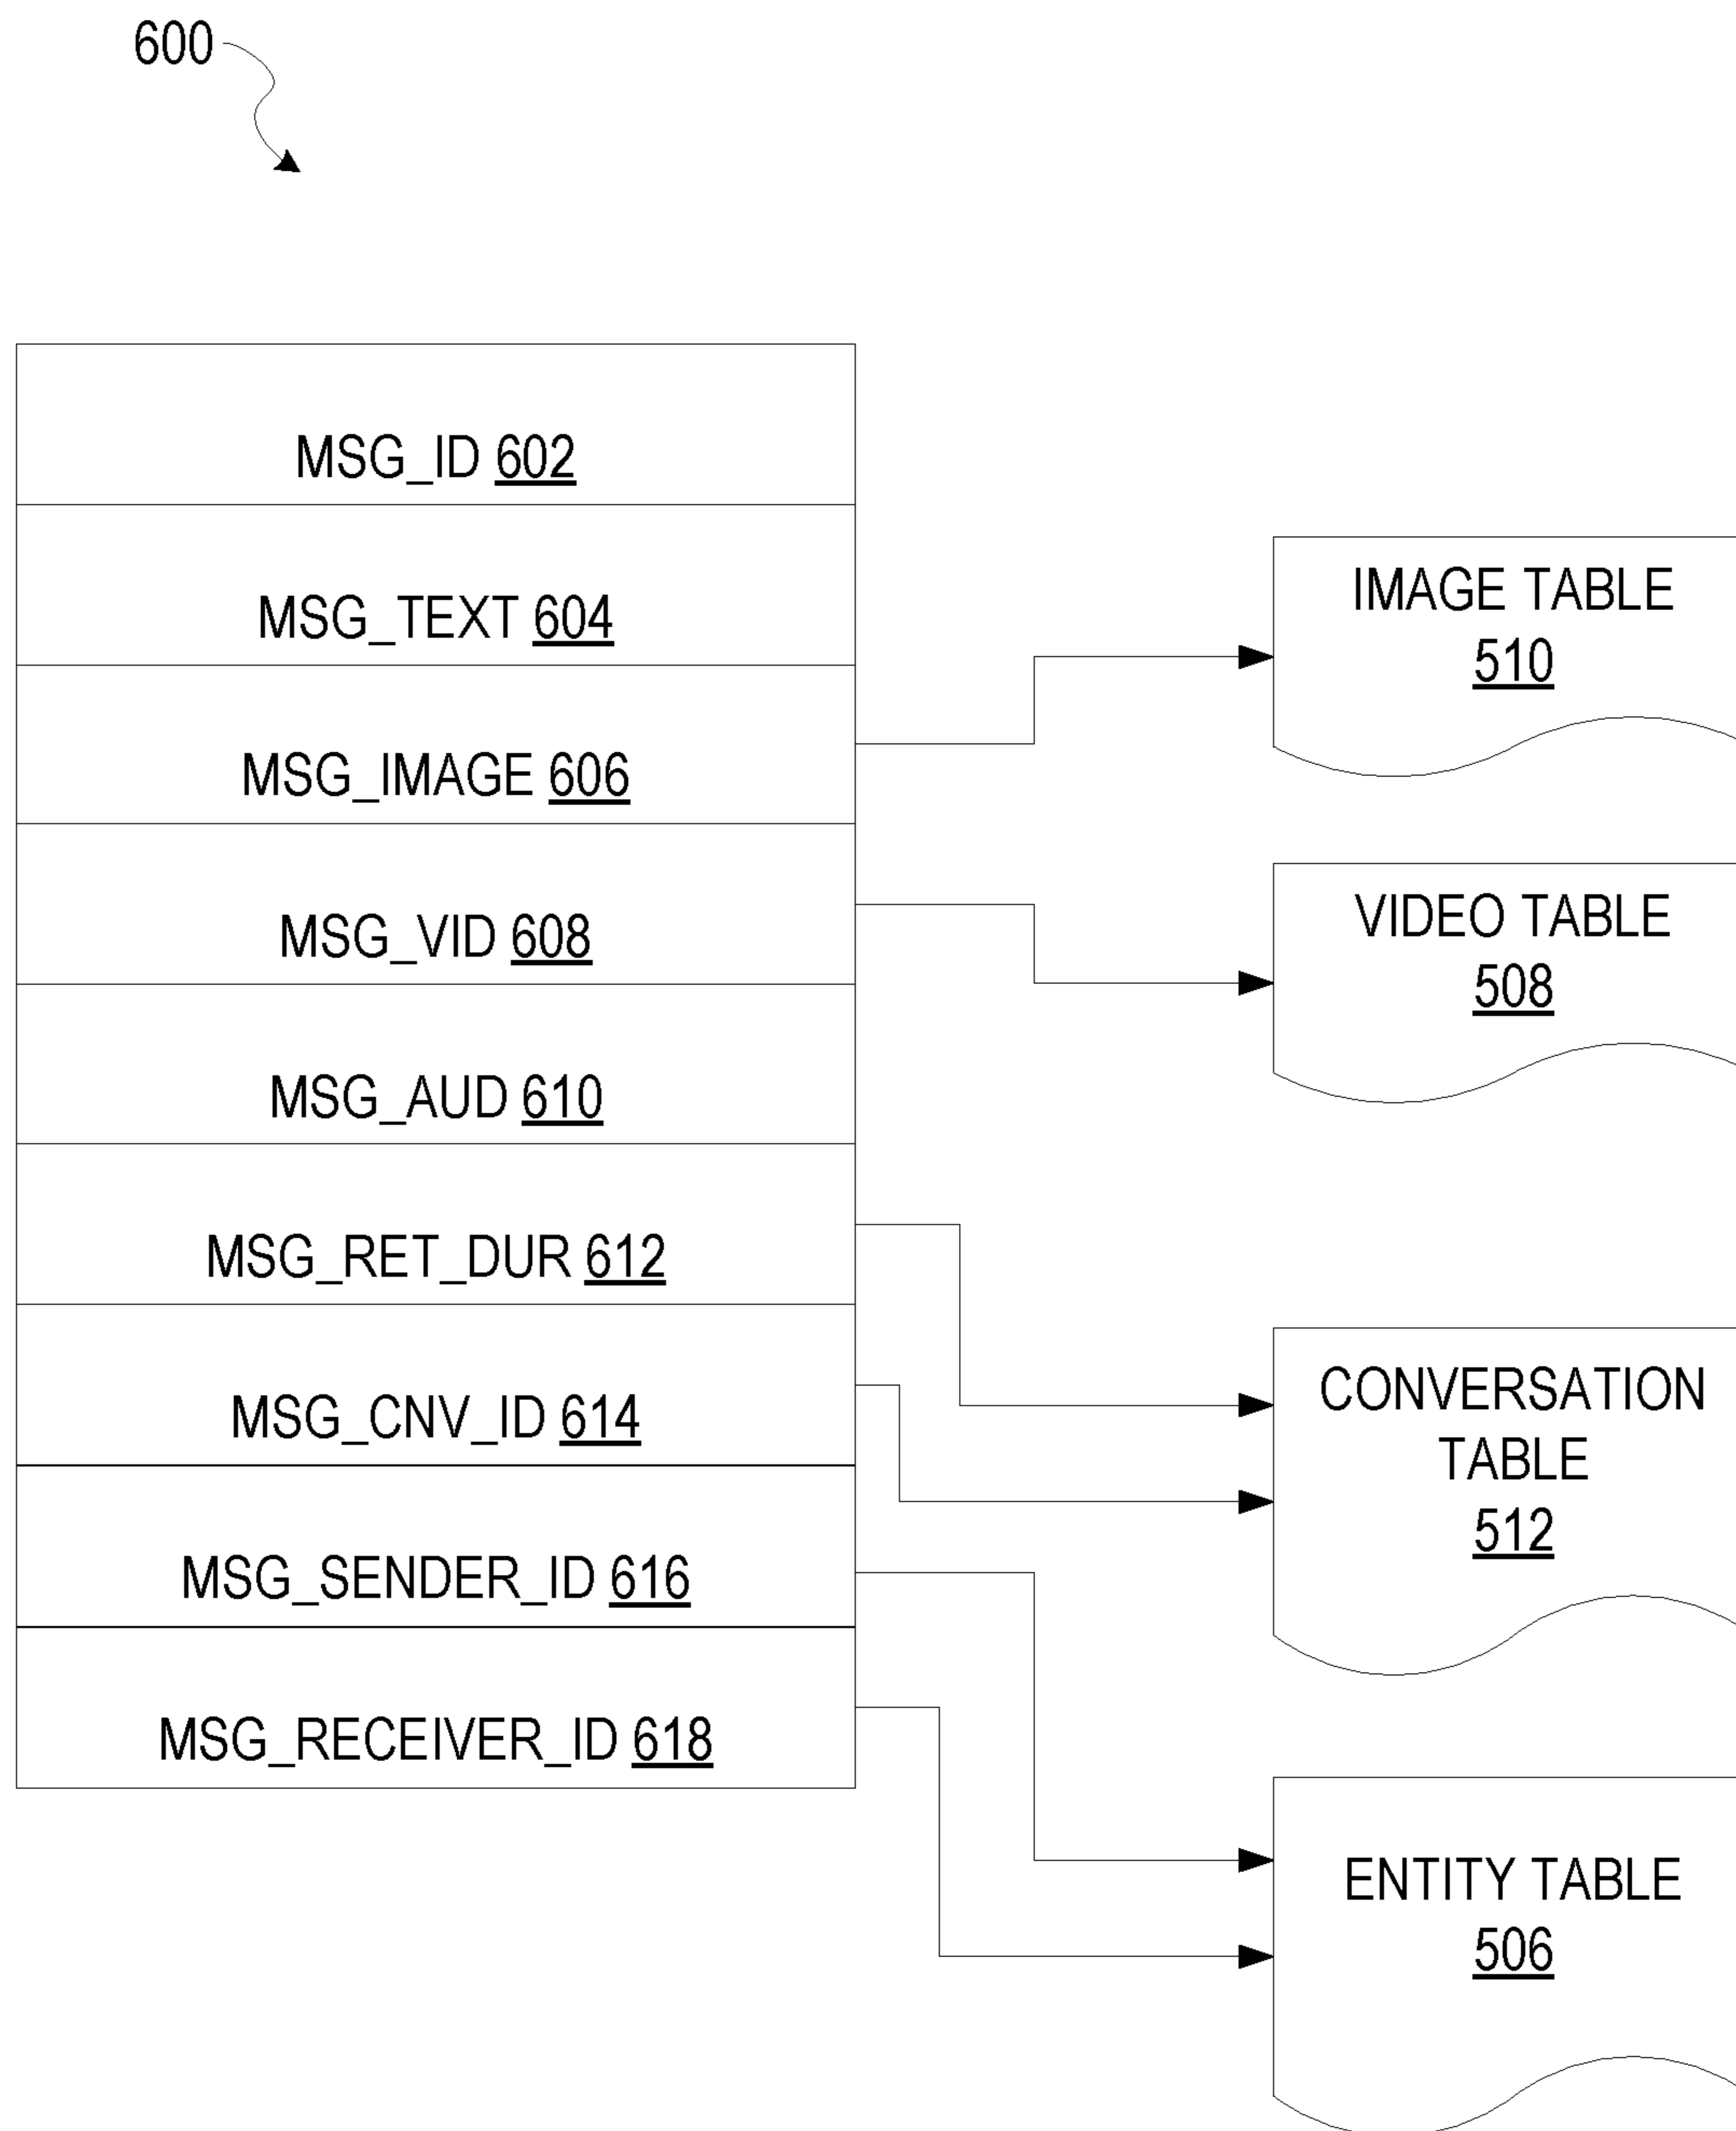 600
MSG_ID 602
MSG_TEXT 604
MSG_IMAGE 606
MSG_VID 608
MSG_AUD 610
MSG_RET_DUR 612
MSG_CNV_ID 614
MSG_SENDER_ID 616
MSG_RECEIVER_ID 618
IMAGE TABLE
510
VIDEO TABLE
508
CONVERSATION
TABLE
512
ENTITY TABLE
506